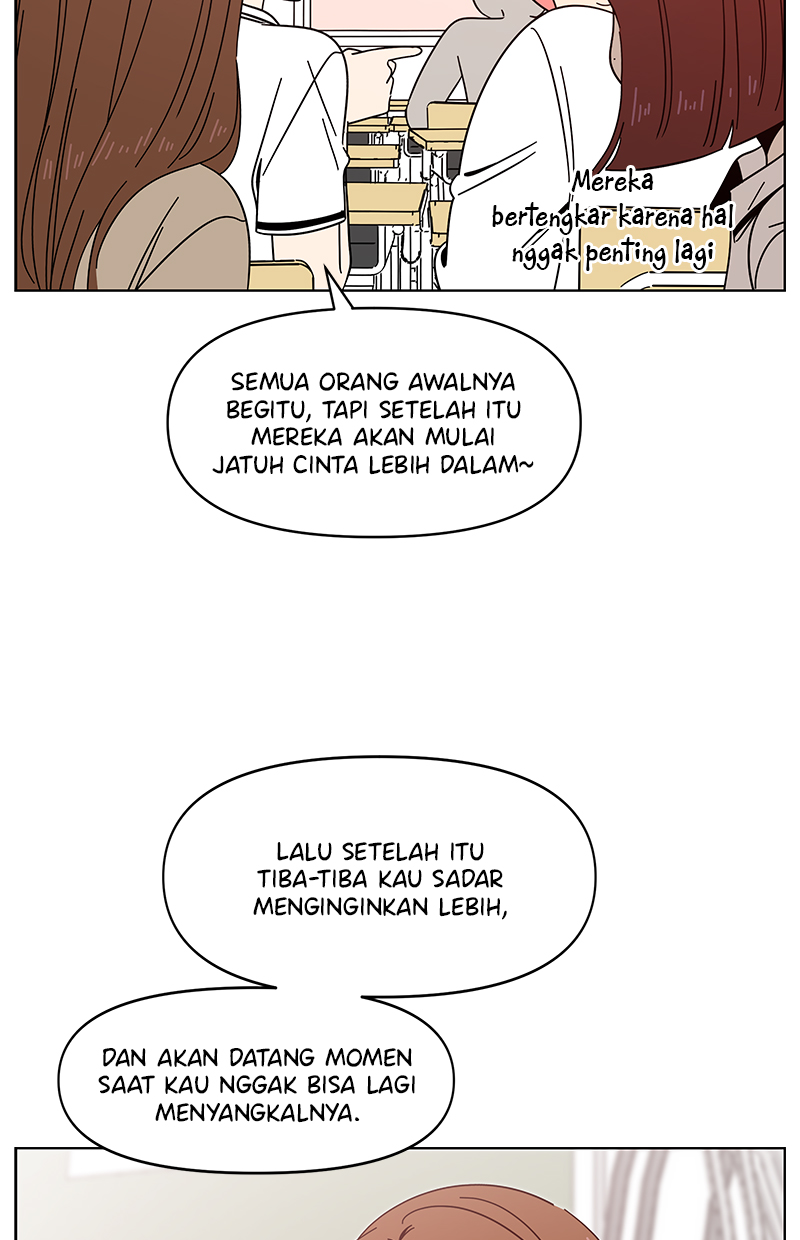 Mereka
bertengkar karena hal
nggak penting lagi
SEMUA ORANG AWALNYA
BEGITU, TAPI SETELAH ITU
MEREKA AKAN MULAI
JATUH CINTA LEBIH DALAM~
LALU SETELAH ITU
TIBA-TIBA KAU SADAR
MENGINGINKAN LEBIH,
DAN AKAN DATANG MOMEN
SAAT KAU NGGAK BISA LAGI
MENYANGKALNYA.